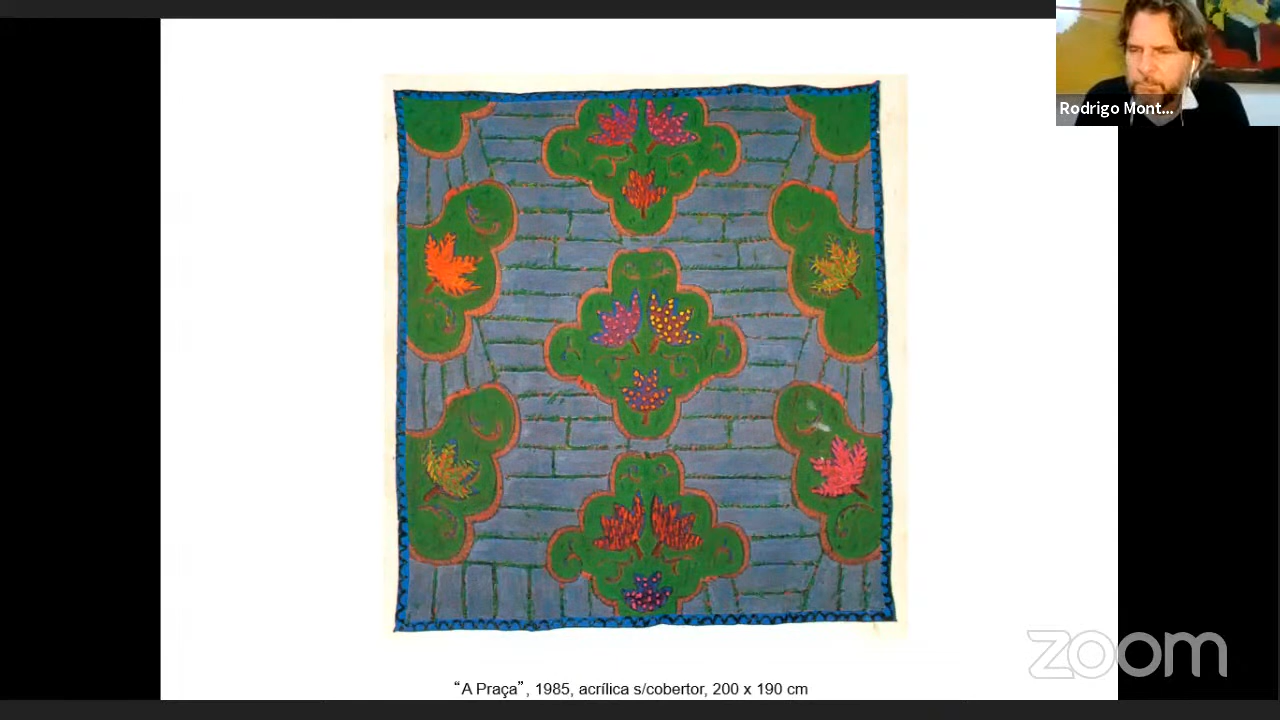 Rodrigo Mont...
zoom
“A Praça”, 1985, acrílica s/cobertor, 200 x 190 cm